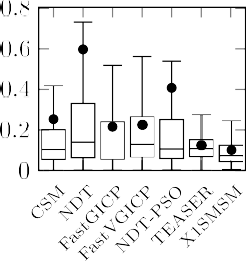 0.8
0.6
0.4
0.2
0
CSM
NDT
FastGICP
FastVGICP
NDT-PSO
TEASER
X1SMSM